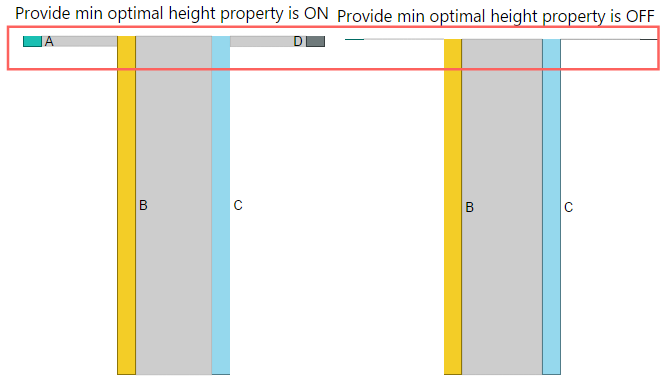 Provide min optimal height property is ON
Provide min optimal height property is OFF
A
D
B
C
B
C